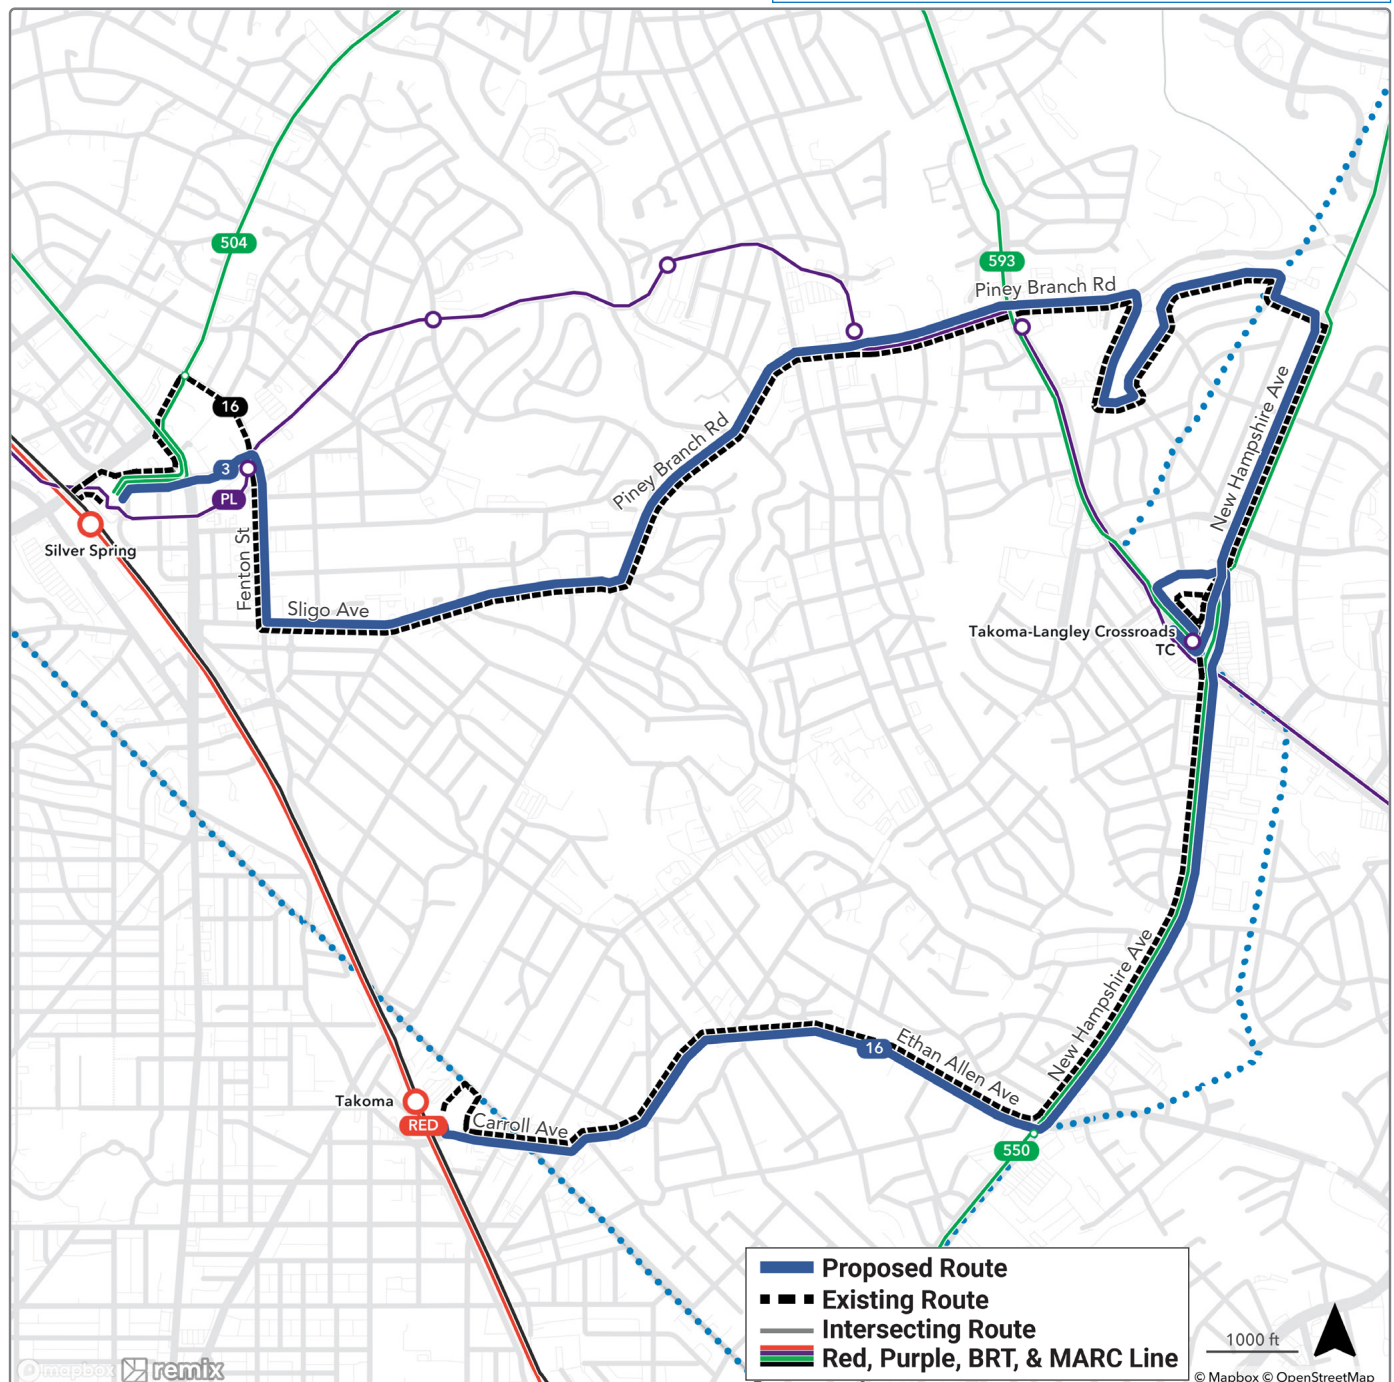 504
593
Piney Branch Rd
16
3
PL
Silver Spring
Fenton St
Sligo Ave
Piney Branch Rd
New Hampshire Ave
Takoma-Langley Crossroads
TC
New Hampshire Ave
Ethan Allen Ave
16
Takoma
RED
Carroll Ave
550
Proposed Route
Existing Route
Intersecting Route
Red, Purple, BRT, & MARC Line
1000 ft
mapbox remix
© Mapbox © OpenStreetMap